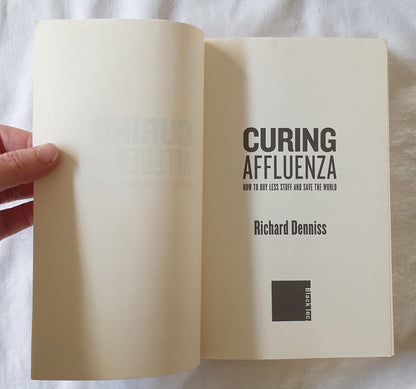 CURING
AFFLUENZA
HOW TO BUY LESS STUFF AND SAVE THE WORLD
Richard Denniss
Black Inc.